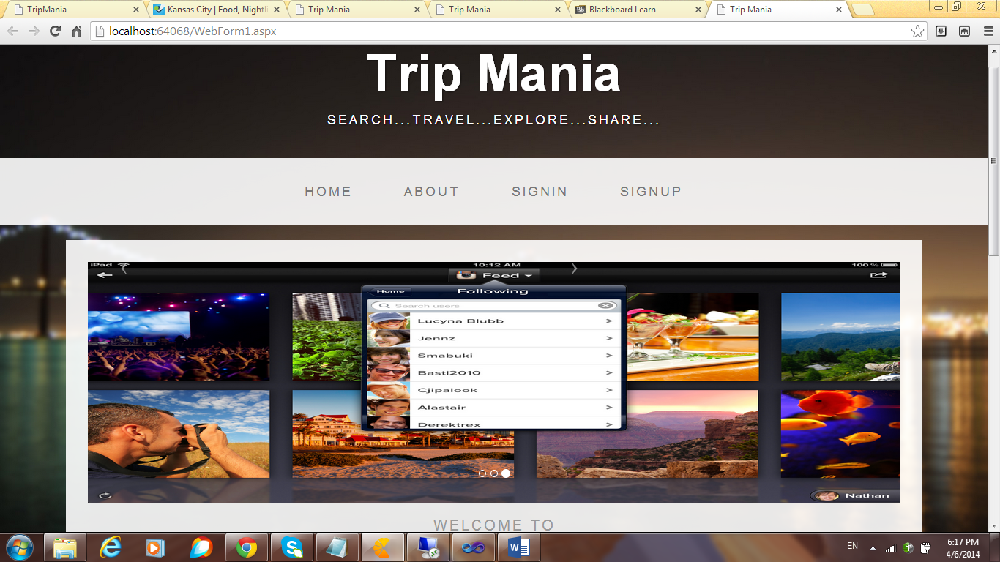 TripMania
Kansas City | Food, Nightli
Trip Mania
Trip Mania
Blackboard Learn
Trip Mania
localhost:64068/WebForm1.aspx
Trip Mania
SEARCH...TRAVEL...EXPLORE...SHARE...
HOME ABOUT SIGNIN SIGNUP
iPad 10:12 AM 100 %
Feed
Home Following
Search users
Lucyna Blubb
Jennz
Smabuki
Basti2010
Cjipalook
Alastair
Derektrex
Nathan
WELCOME TO
EN 6:17 PM
4/6/2014